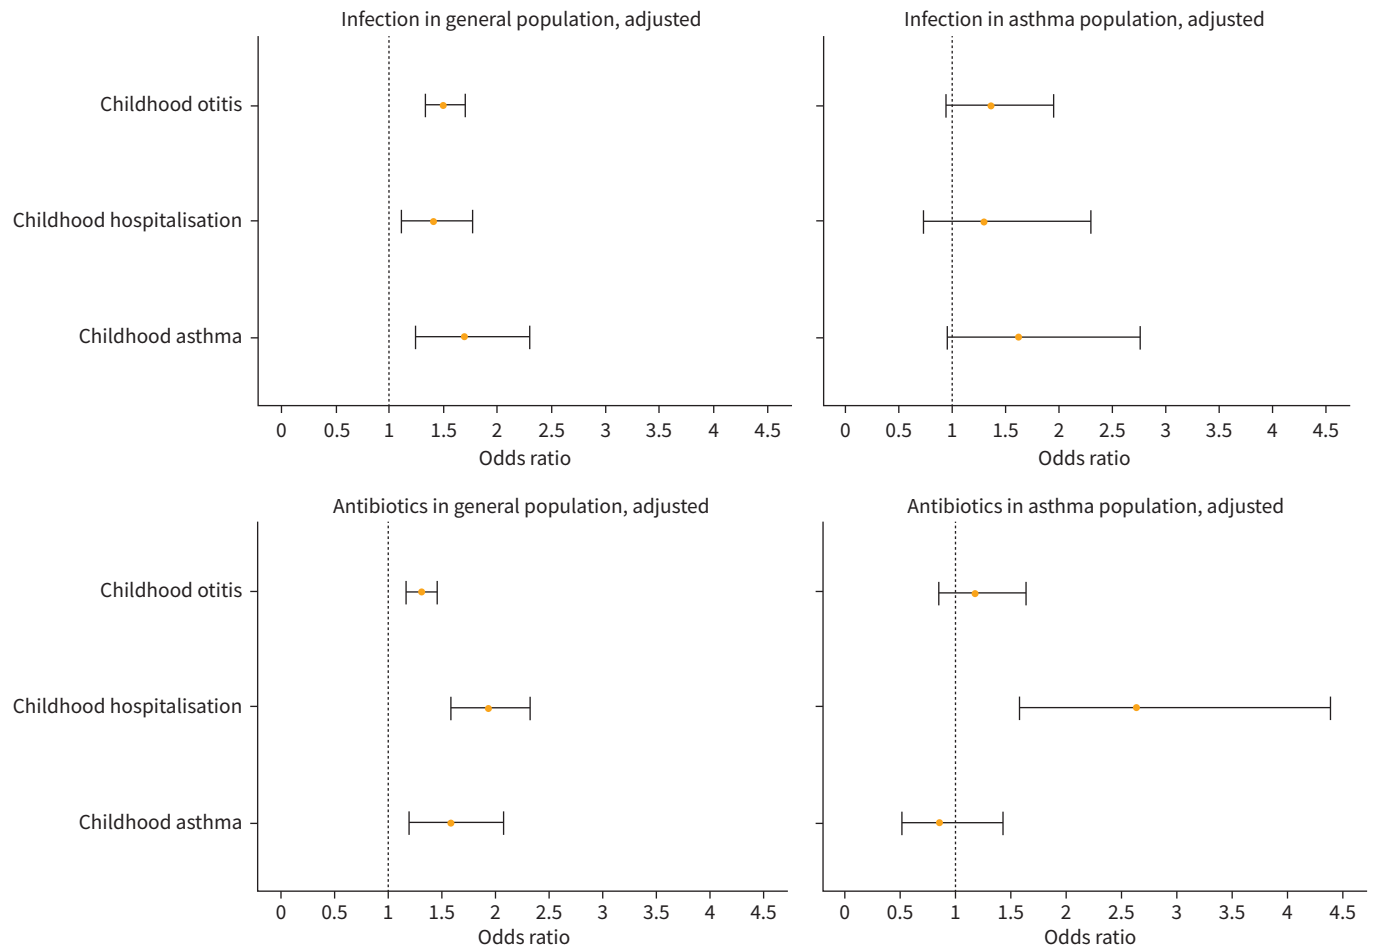 Infection in general population, adjusted
Infection in asthma population, adjusted
Childhood otitis
Childhood hospitalisation
Childhood asthma
0 0.5 1 1.5 2 2.5 3 3.5 4 4.5
Odds ratio
0 0.5 1 1.5 2 2.5 3 3.5 4 4.5
Odds ratio
Antibiotics in general population, adjusted
Antibiotics in asthma population, adjusted
Childhood otitis
Childhood hospitalisation
Childhood asthma
0 0.5 1 1.5 2 2.5 3 3.5 4 4.5
Odds ratio
0 0.5 1 1.5 2 2.5 3 3.5 4 4.5
Odds ratio